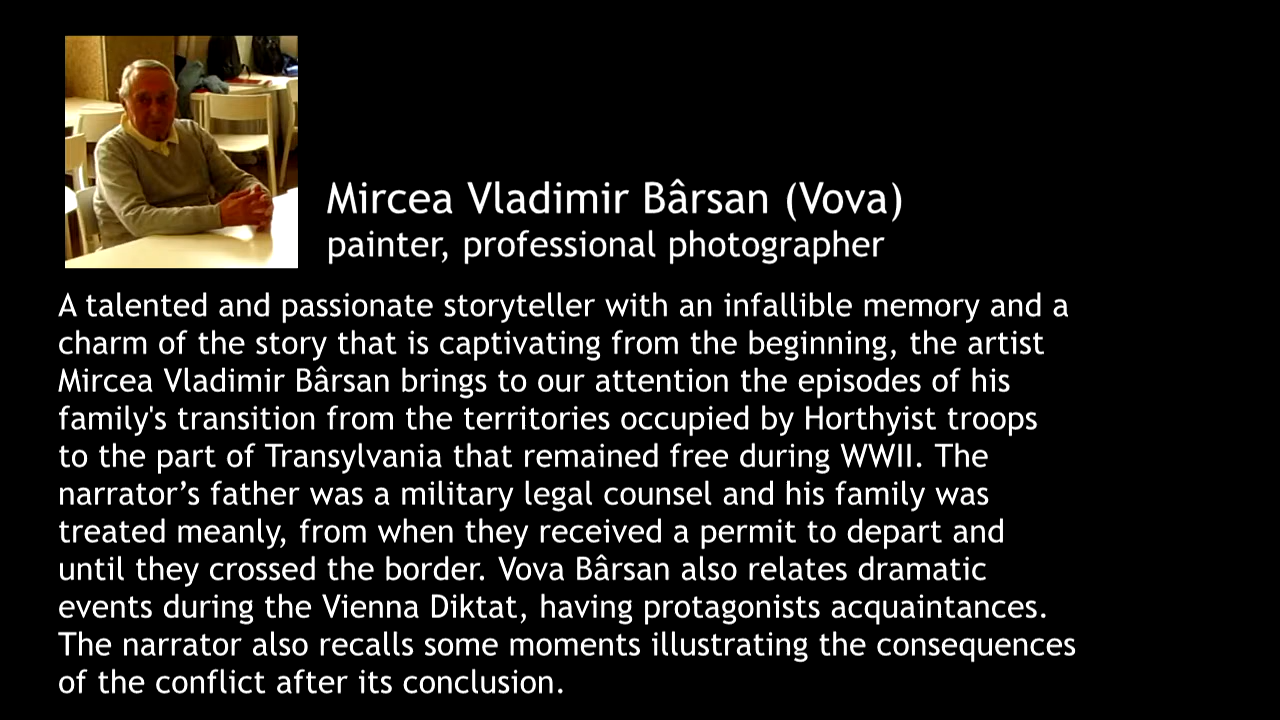 Mircea Vladimir Bârsan (Vova)
painter, professional photographer
A talented and passionate storyteller with an infallible memory and a
charm of the story that is captivating from the beginning, the artist
Mircea Vladimir Bârsan brings to our attention the episodes of his
family's transition from the territories occupied by Horthyist troops
to the part of Transylvania that remained free during WWII. The
narrator’s father was a military legal counsel and his family was
treated meanly, from when they received a permit to depart and
until they crossed the border. Vova Bârsan also relates dramatic
events during the Vienna Diktat, having protagonists acquaintances.
The narrator also recalls some moments illustrating the consequences
of the conflict after its conclusion.